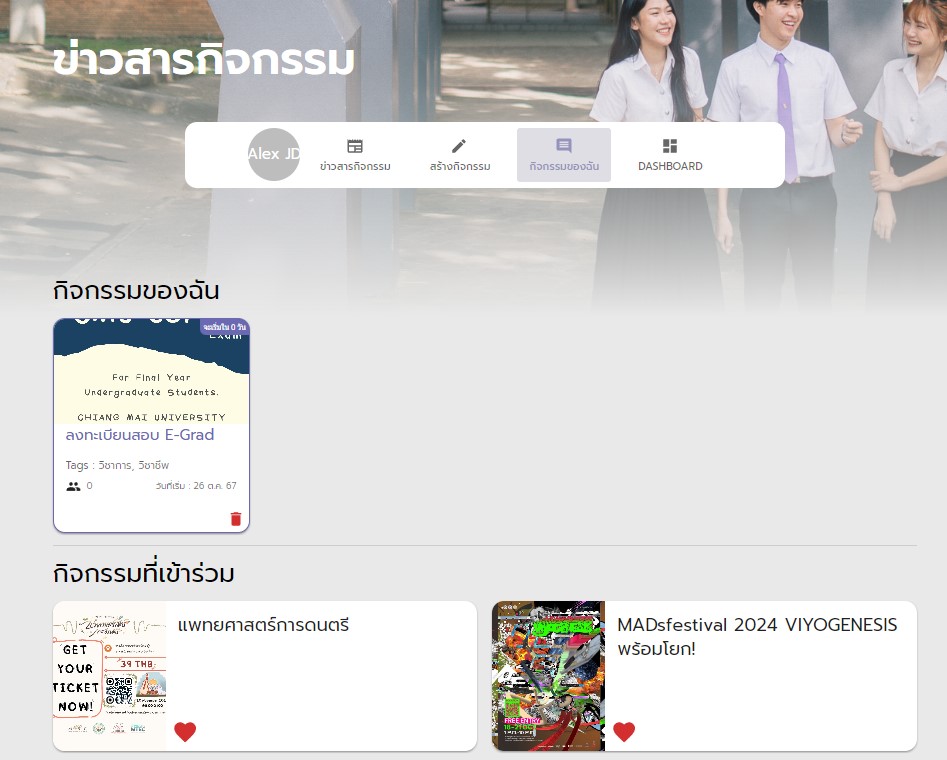 ข่าวสารกิจกรรม
Alex JD
ข่าวสารกิจกรรม
สร้างกิจกรรม
กิจกรรมของฉัน
DASHBOARD
กิจกรรมของฉัน
จะเริ่มใน 0 วัน
Exam
For Final Year
Undergraduate Students.
CHIANG MAI UNIVERSITY
ลงทะเบียนสอบ E-Grad
Tags : วิชาการ, วิชาชีพ
0
วันที่เริ่ม : 26 ต.ค. 67
กิจกรรมที่เข้าร่วม
GET
YOUR
TICKET
NOW!
39 THB
แพทยศาสตร์การดนตรี
FREE ENTRY
MADsfestival 2024 VIYOGENESIS
พร้อมโยก!